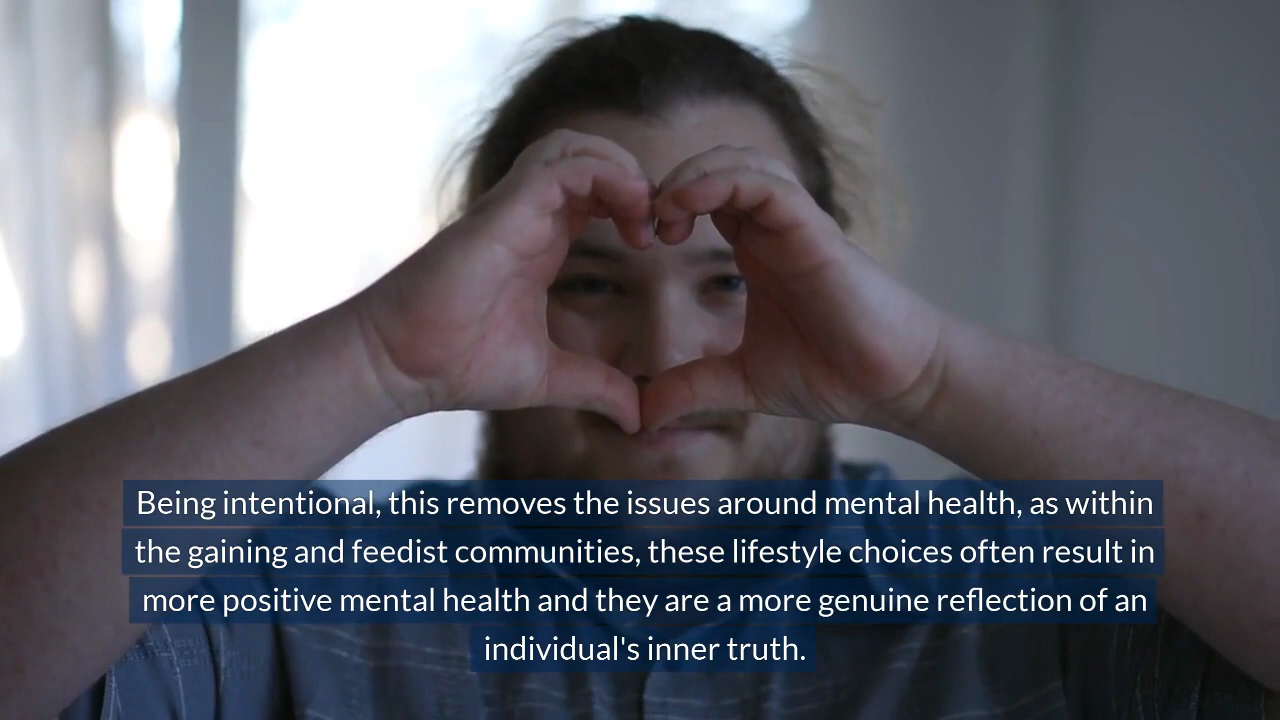 Being intentional, this removes the issues around mental health, as within
the gaining and feedist communities, these lifestyle choices often result in
more positive mental health and they are a more genuine reflection of an
individual's inner truth.